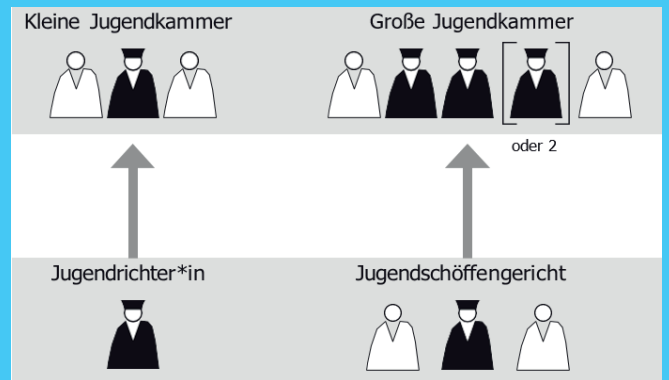 Kleine Jugendkammer
Große Jugendkammer
oder 2
Jugendrichter*in
Jugendschöffengericht